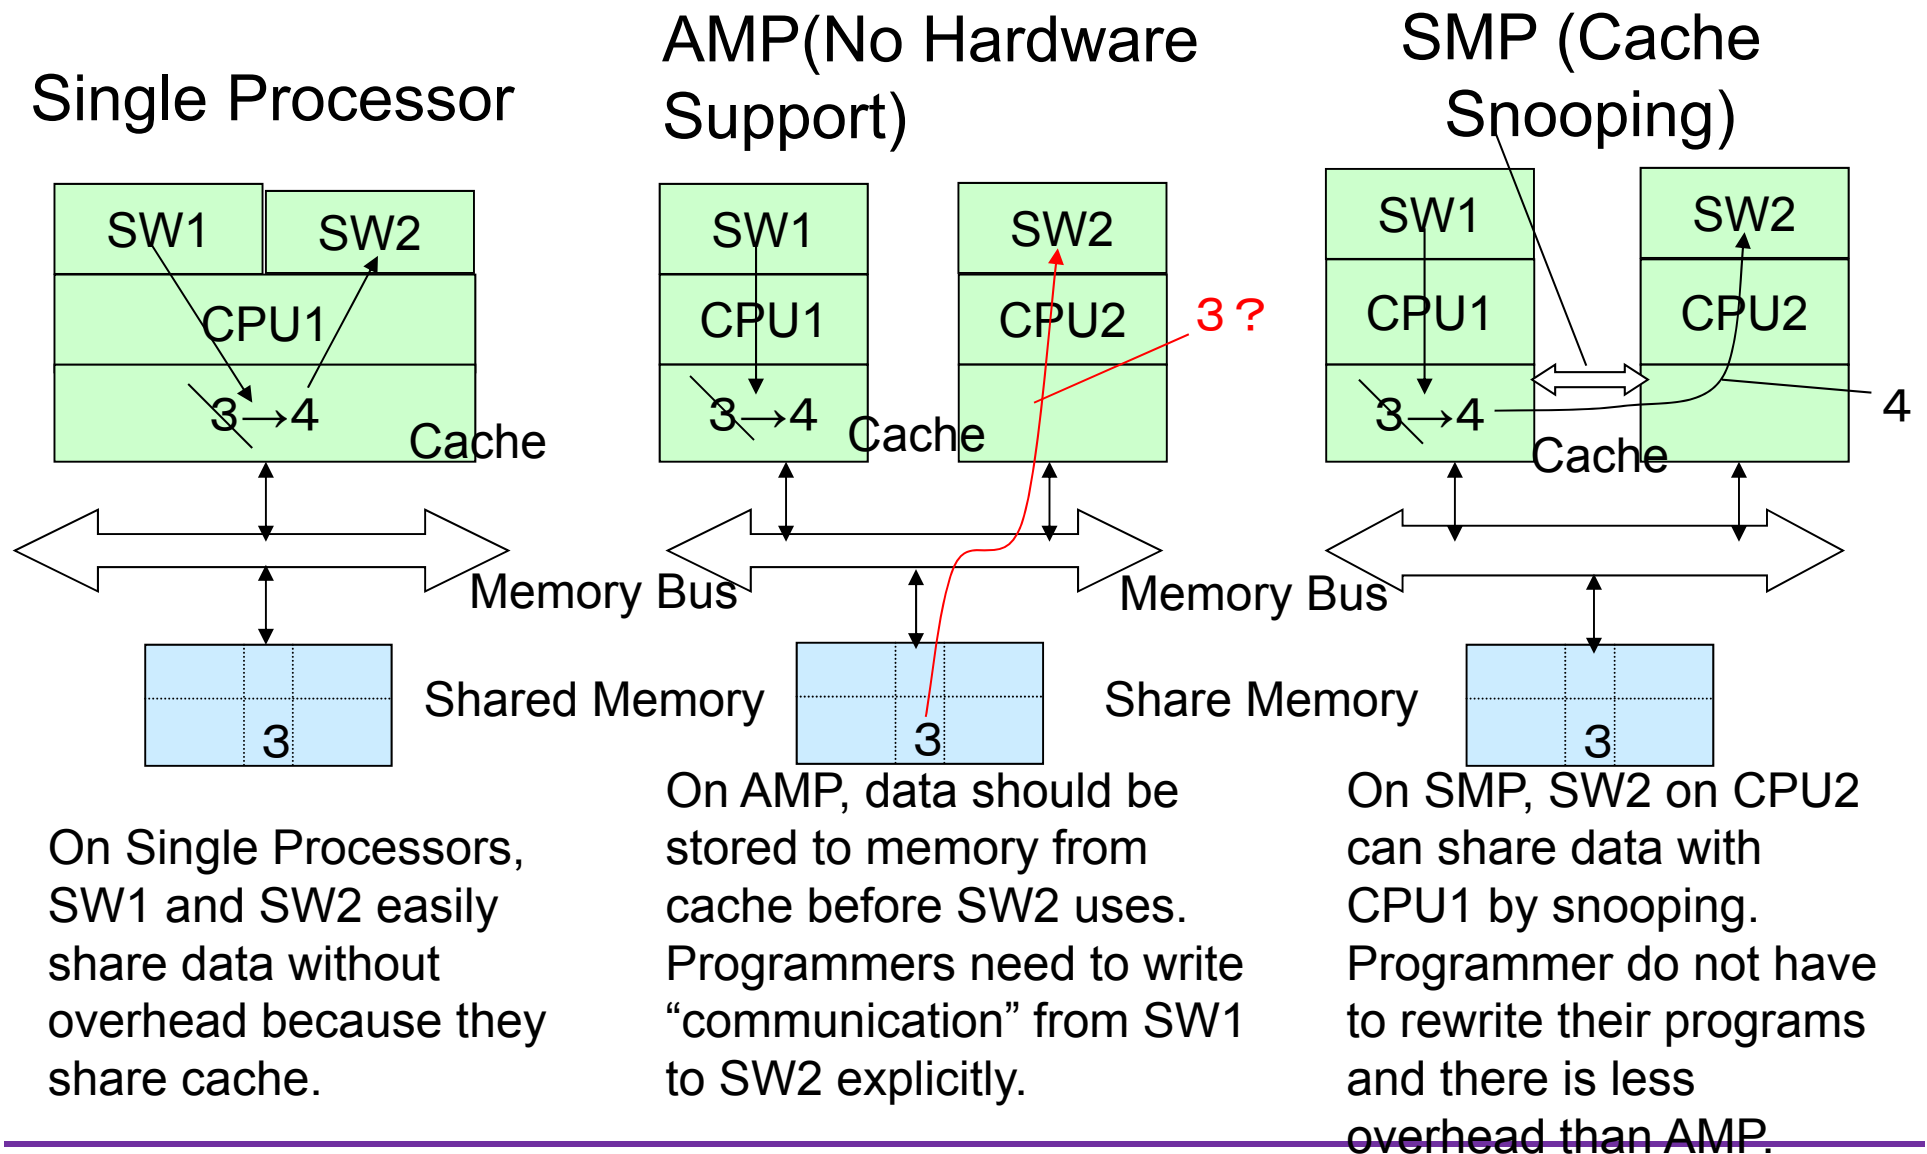 Single Processor
SW1
SW2
CPU1
3→4
Cache
Memory Bus
Shared Memory
3
On Single Processors,
SW1 and SW2 easily
share data without
overhead because they
share cache.
AMP(No Hardware
Support)
SW1
SW2
CPU1
CPU2
3？
3→4
Cache
Memory Bus
Share Memory
3
On AMP, data should be
stored to memory from
cache before SW2 uses.
Programmers need to write
“communication” from SW1
to SW2 explicitly.
SMP (Cache
Snooping)
SW1
SW2
CPU1
CPU2
3→4
4
Cache
3
On SMP, SW2 on CPU2
can share data with
CPU1 by snooping.
Programmer do not have
to rewrite their programs
and there is less
overhead than AMP.